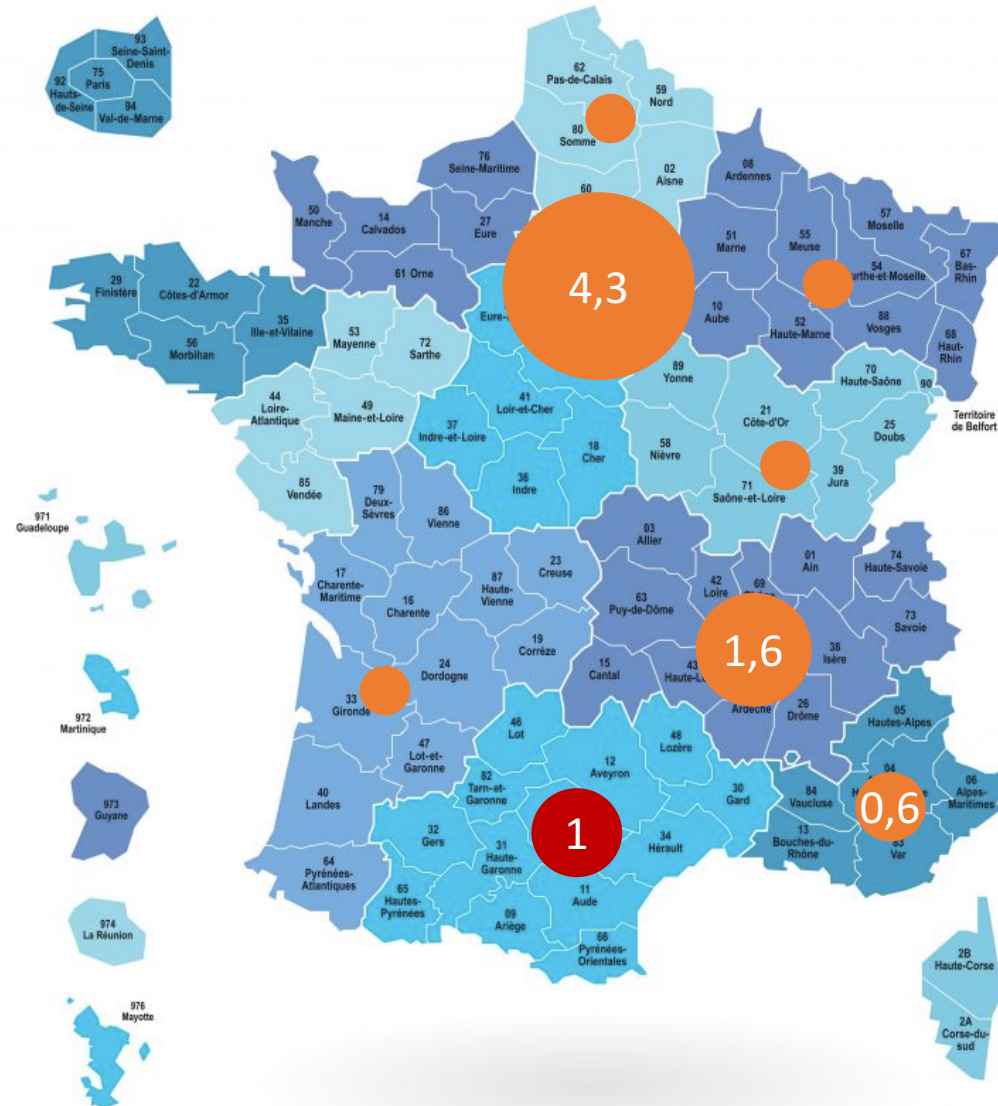 93
Seine-Saint-
Denis
75
Paris
92
Hauts-
de-Seine
94
Val-de-Marne
62
Pas-de-Calais
59
Nord
80
Somme
02
Aisne
60
76
Seine-Maritime
27
Eure
14
Calvados
50
Manche
61 Orne
08
Ardennes
51
Marne
55
Meuse
57
Moselle
54
67
Bas-
Rhin
10
Aube
52
Haute-Marne
88
Vosges
68
Haut-
Rhin
4,3
29
Finistère
22
Côtes-d'Armor
35
Ille-et-Vilaine
56
Morbihan
53
Mayenne
72
Sarthe
44
Loire-
Atlantique
49
Maine-et-Loire
85
Vendée
41
Loir-et-Cher
37
Indre-et-Loire
18
Cher
36
Indre
89
Yonne
21
Côte-d'Or
58
Nièvre
71
Saône-et-Loire
70
Haute-Saône
90
Territoire
de Belfort
25
Doubs
39
Jura
79
Deux-
Sèvres
86
Vienne
17
Charente-
Maritime
16
Charente
87
Haute-
Vienne
23
Creuse
19
Corrèze
24
Dordogne
33
Gironde
47
Lot-et-
Garonne
40
Landes
64
Pyrénées-
Atlantiques
03
Allier
63
Puy-de-Dôme
15
Cantal
42
Loire
69
01
Ain
74
Haute-Savoie
73
Savoie
38
Isère
43
Ardèche
26
Drôme
1,6
46
Lot
48
Lozère
12
Aveyron
82
Tarn-et-
Garonne
30
Gard
32
Gers
31
Haute-
Garonne
34
Hérault
65
Hautes-
Pyrénées
09
Ariège
11
Aude
66
Pyrénées-
Orientales
1
05
Hautes-Alpes
04
84
Vaucluse
06
Alpes-
Maritimes
13
Bouches-du-
Rhône
Var
0,6
2B
Haute-Corse
2A
Corse-du-
sud
971
Guadeloupe
972
Martinique
973
Guyane
974
La Réunion
976
Mayotte